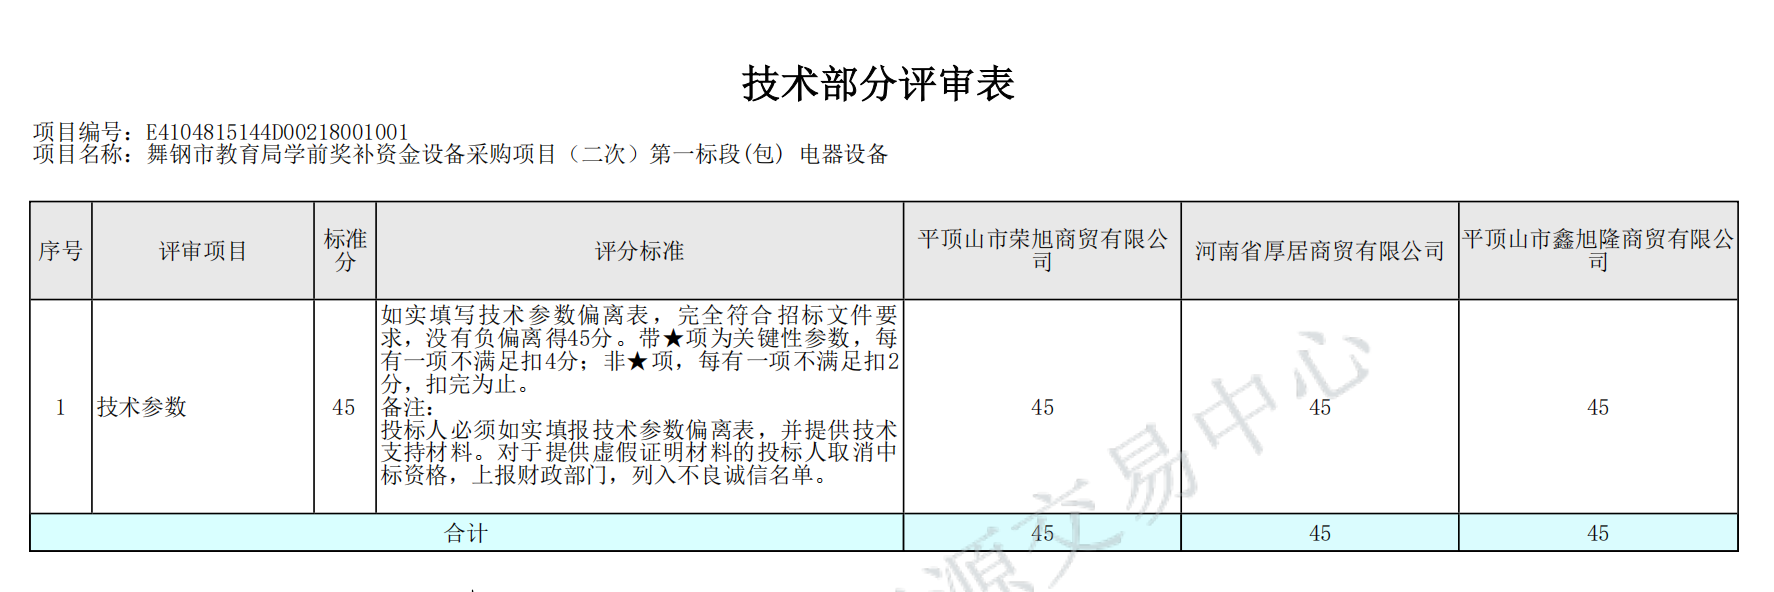 技术部分评审表
项目编号：E4104815144D00218001001
项目名称：舞钢市教育局学前奖补资金设备采购项目（二次）第一标段(包) 电器设备
序号
评审项目
标准
分
评分标准
平顶山市荣旭商贸有限公
司
河南省厚居商贸有限公司
平顶山市鑫旭隆商贸有限公
司
1
技术参数
45
如实填写技术参数偏离表，完全符合招标文件要
求，没有负偏离得45分。带★项为关键性参数，每
有一项不满足扣4分；非★项，每有一项不满足扣2
分，扣完为止。
备注：
投标人必须如实填报技术参数偏离表，并提供技术
支持材料。对于提供虚假证明材料的投标人取消中
标资格，上报财政部门，列入不良诚信名单。
45
45
45
合计
45
45
45
源交易中心